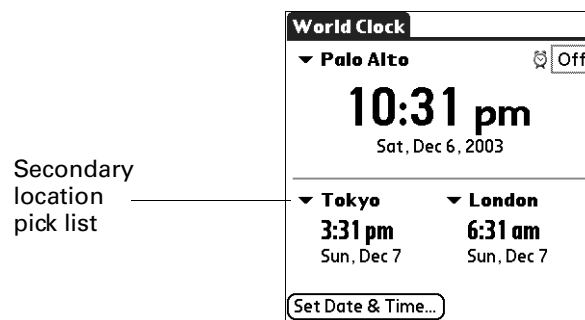 World Clock
Palo Alto
Off
10:31 pm
Sat, Dec 6, 2003
Secondary
location
pick list
Tokyo London
3:31 pm 6:31 am
Sun, Dec 7 Sun, Dec 7
Set Date & Time...